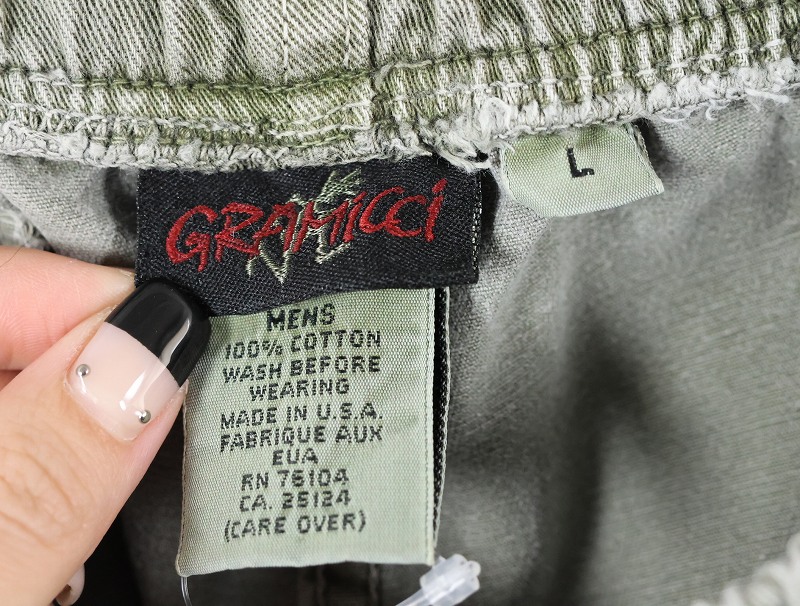 L
GRAMICCI
MENS
100% COTTON
WASH BEFORE
WEARING
MADE IN U.S.A.
FABRIQUE AUX
EUA
RN 76104
CA. 25124
(CARE OVER)